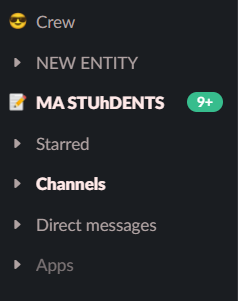 Crew
NEW ENTITY
MA STUhDENTS 9+
Starred
Channels
Direct messages
Apps